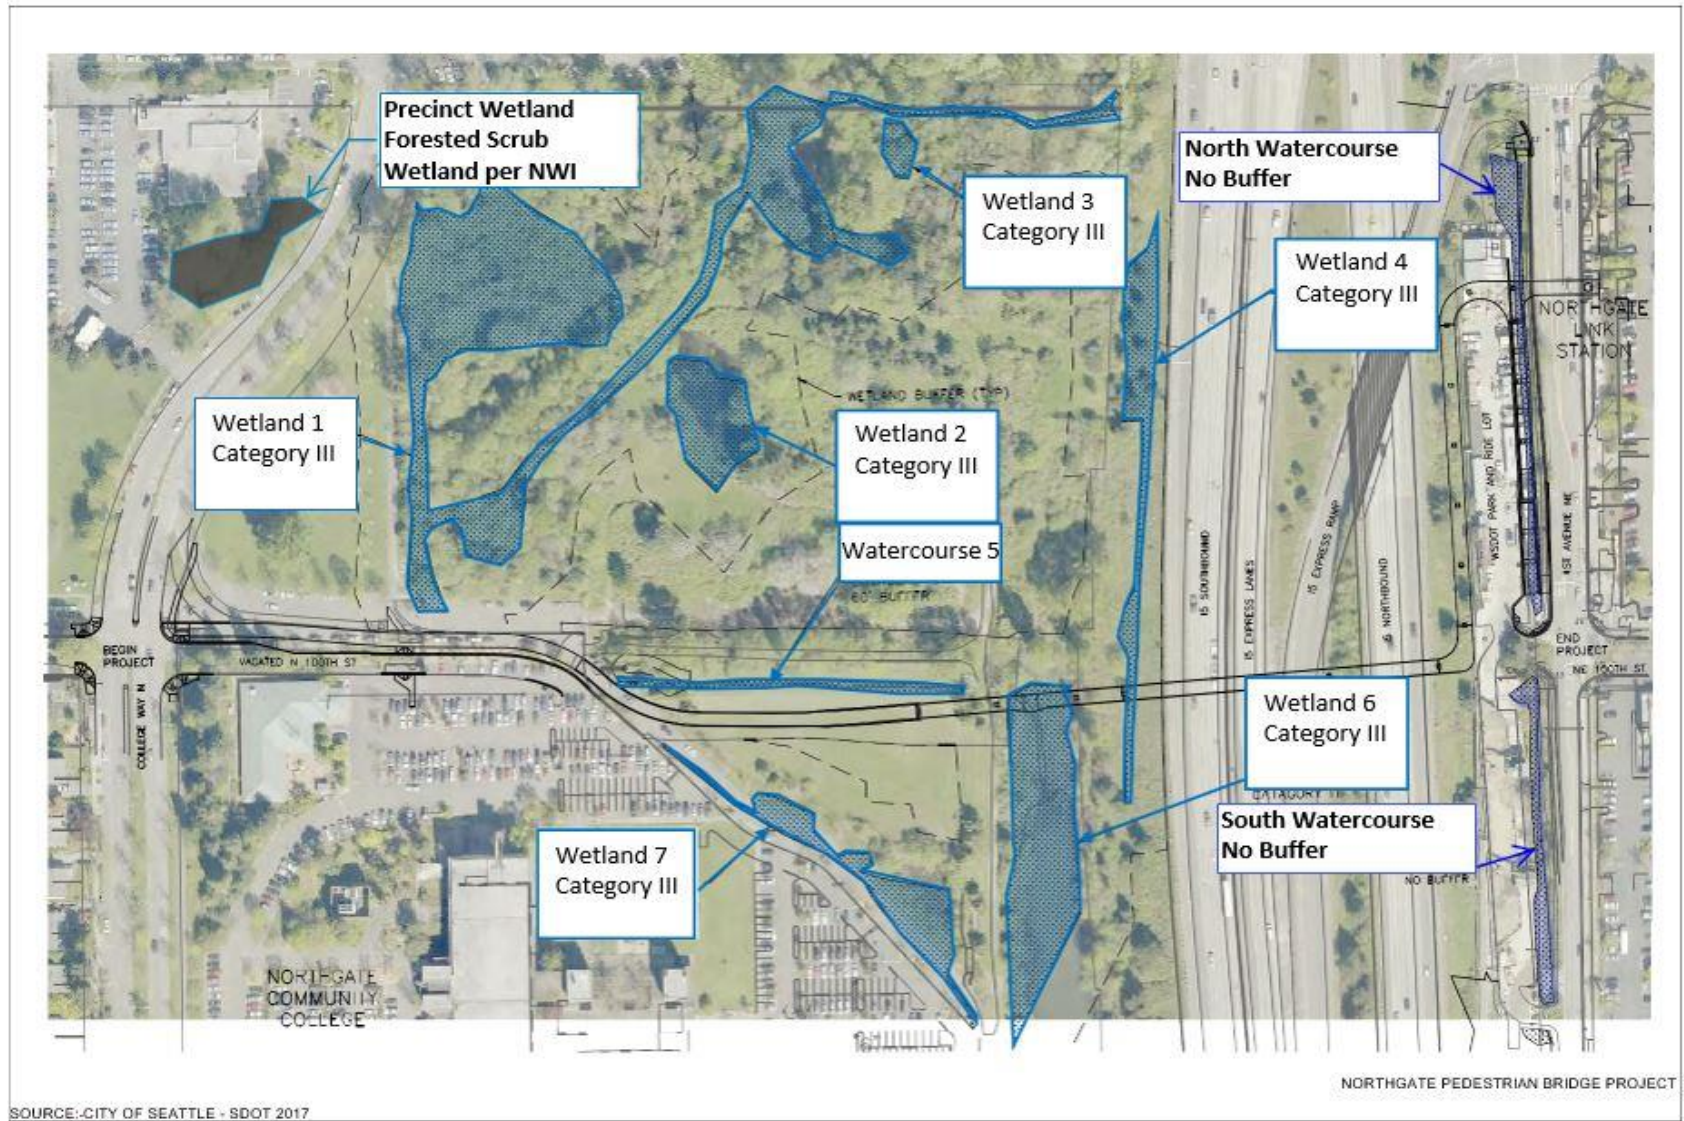 Precinct Wetland
Forested Scrub
Wetland per NWI
North Watercourse
No Buffer
Wetland 3
Category III
Wetland 4
Category III
NORTHGATE
LINK
STATION
WETLAND BUFFER (TYP)
Wetland 1
Category III
Wetland 2
Category III
WSDOT PARK AND RIDE LOT
1ST AVENUE NE
Watercourse 5
60' BUFFER
I5 SOUTHBOUND
I5 EXPRESS LANES
I5 EXPRESS RAMP
I5 NORTHBOUND
BEGIN
PROJECT
VACATED N 100TH ST
COLLEGE WAY N
END
PROJECT
NE 100TH ST
Wetland 6
Category III
CATAGORY III
South Watercourse
No Buffer
NO BUFFER
Wetland 7
Category III
NORTHGATE
COMMUNITY
COLLEGE
NORTHGATE PEDESTRIAN BRIDGE PROJECT
SOURCE:-CITY OF SEATTLE - SDOT 2017